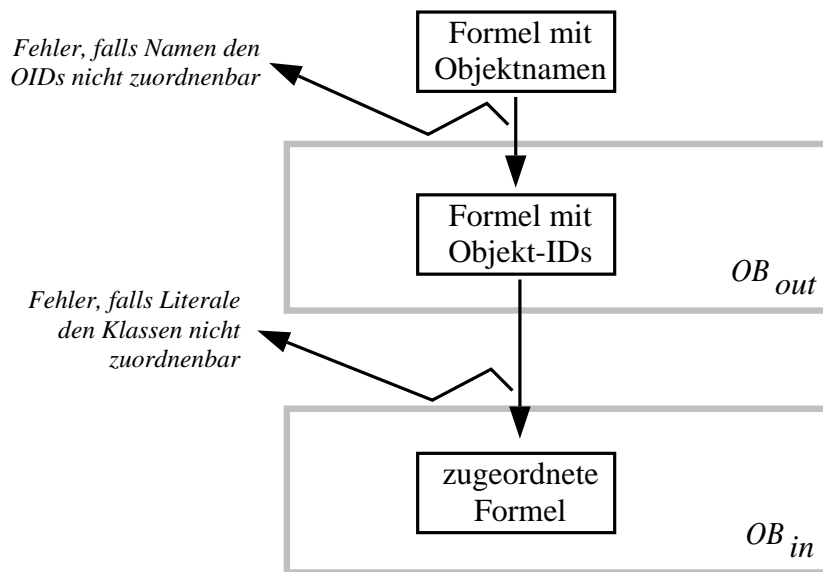 Formel mit
Objektnamen
Fehler, falls Namen den
OIDs nicht zuordnenbar
Formel mit
Objekt-IDs
OB out
Fehler, falls Literale
den Klassen nicht
zuordnenbar
zugeordnete
Formel
OB in